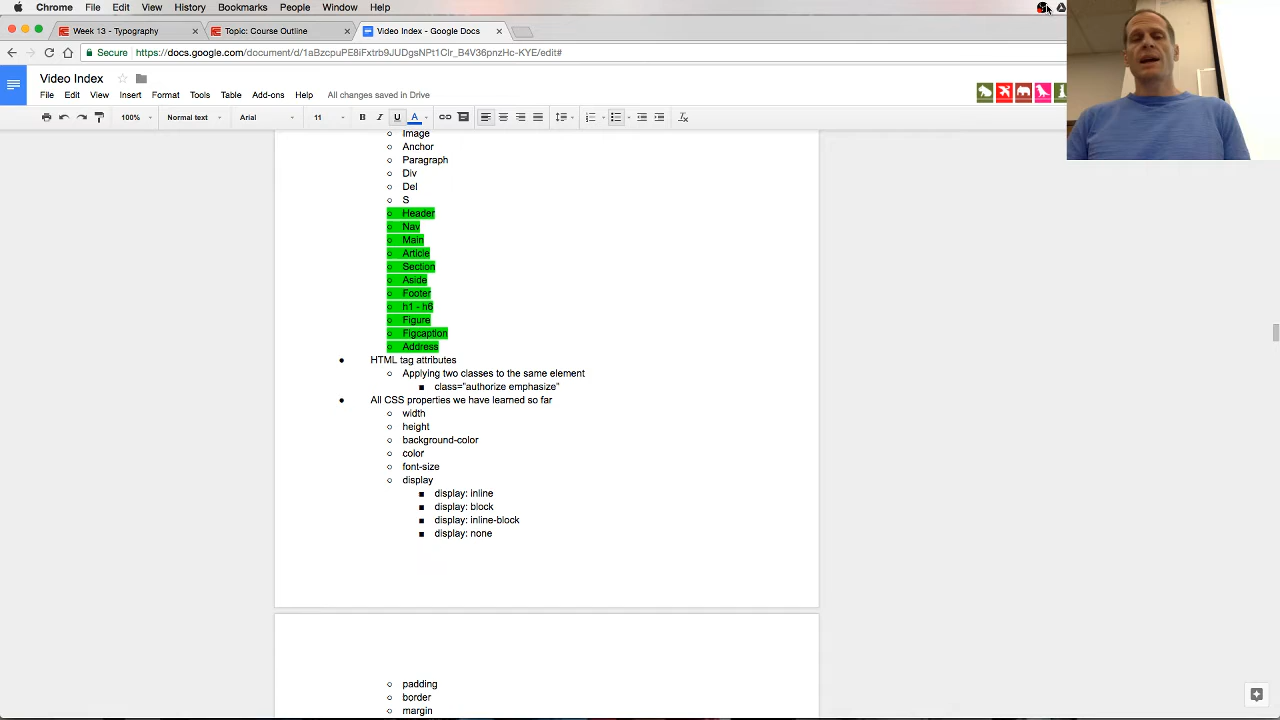 Chrome File Edit View History Bookmarks People Window Help
Week 13 - Typography Topic: Course Outline Video Index - Google Docs
Secure https://docs.google.com/document/d/1aBzcpuPE8iFxtrb9JUDgsNPt1Clr_B4V36pnzHc-KYE/edit#
Video Index
File Edit View Insert Format Tools Table Add-ons Help All changes saved in Drive
100% Normal text Arial 11 B I U A
Image
Anchor
Paragraph
Div
Del
S
Header
Nav
Main
Article
Section
Aside
Footer
h1 - h6
Figure
Figcaption
Address
HTML tag attributes
Applying two classes to the same element
class="authorize emphasize"
All CSS properties we have learned so far
width
height
background-color
color
font-size
display
display: inline
display: block
display: inline-block
display: none
padding
border
margin